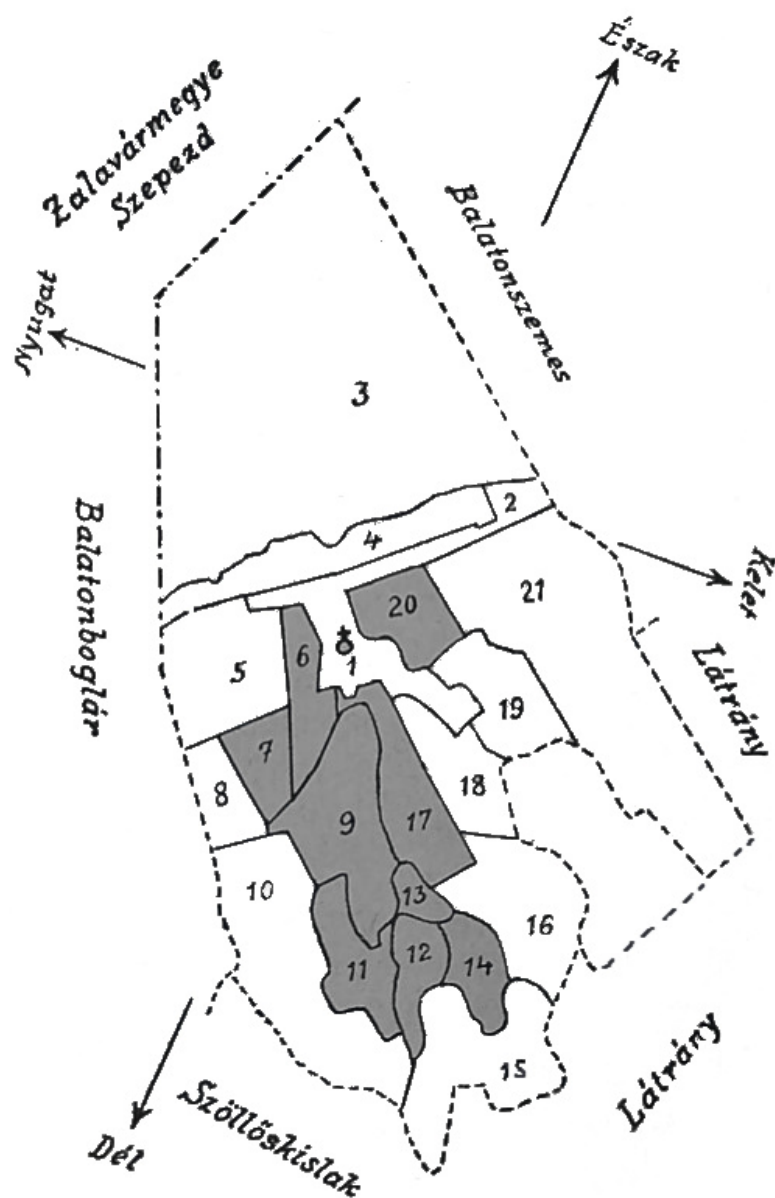 Észak
Zalavármegye
Szepezd
Balatonszemes
Nyugat
3
2
4
Balatonboglár
Kelet
20
21
6
1
5
Látrány
19
7
8
18
9
17
10
13
16
12
11
14
15
Látrány
Szöllőskislak
Dél